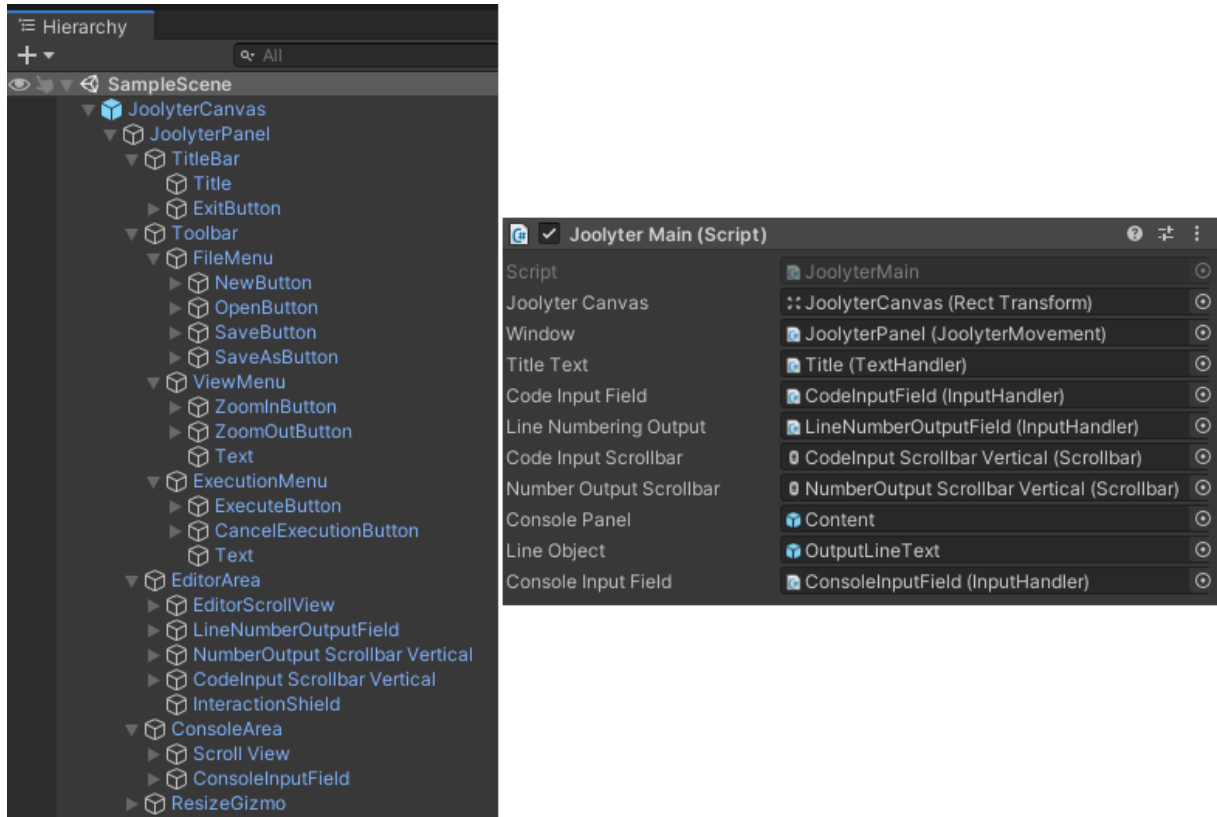 Hierarchy
All
SampleScene
JoolyterCanvas
JoolyterPanel
TitleBar
Title
ExitButton
Toolbar
FileMenu
NewButton
OpenButton
SaveButton
SaveAsButton
ViewMenu
ZoomInButton
ZoomOutButton
Text
ExecutionMenu
ExecuteButton
CancelExecutionButton
Text
EditorArea
EditorScrollView
LineNumberOutputField
NumberOutput Scrollbar Vertical
CodeInput Scrollbar Vertical
InteractionShield
ConsoleArea
Scroll View
ConsoleInputField
ResizeGizmo
Joolyter Main (Script)
Script JoolyterMain
Joolyter Canvas JoolyterCanvas (Rect Transform)
Window JoolyterPanel (JoolyterMovement)
Title Text Title (TextHandler)
Code Input Field CodeInputField (InputHandler)
Line Numbering Output LineNumberOutputField (InputHandler)
Code Input Scrollbar CodeInput Scrollbar Vertical (Scrollbar)
Number Output Scrollbar NumberOutput Scrollbar Vertical (Scrollbar)
Console Panel Content
Line Object OutputLineText
Console Input Field ConsoleInputField (InputHandler)